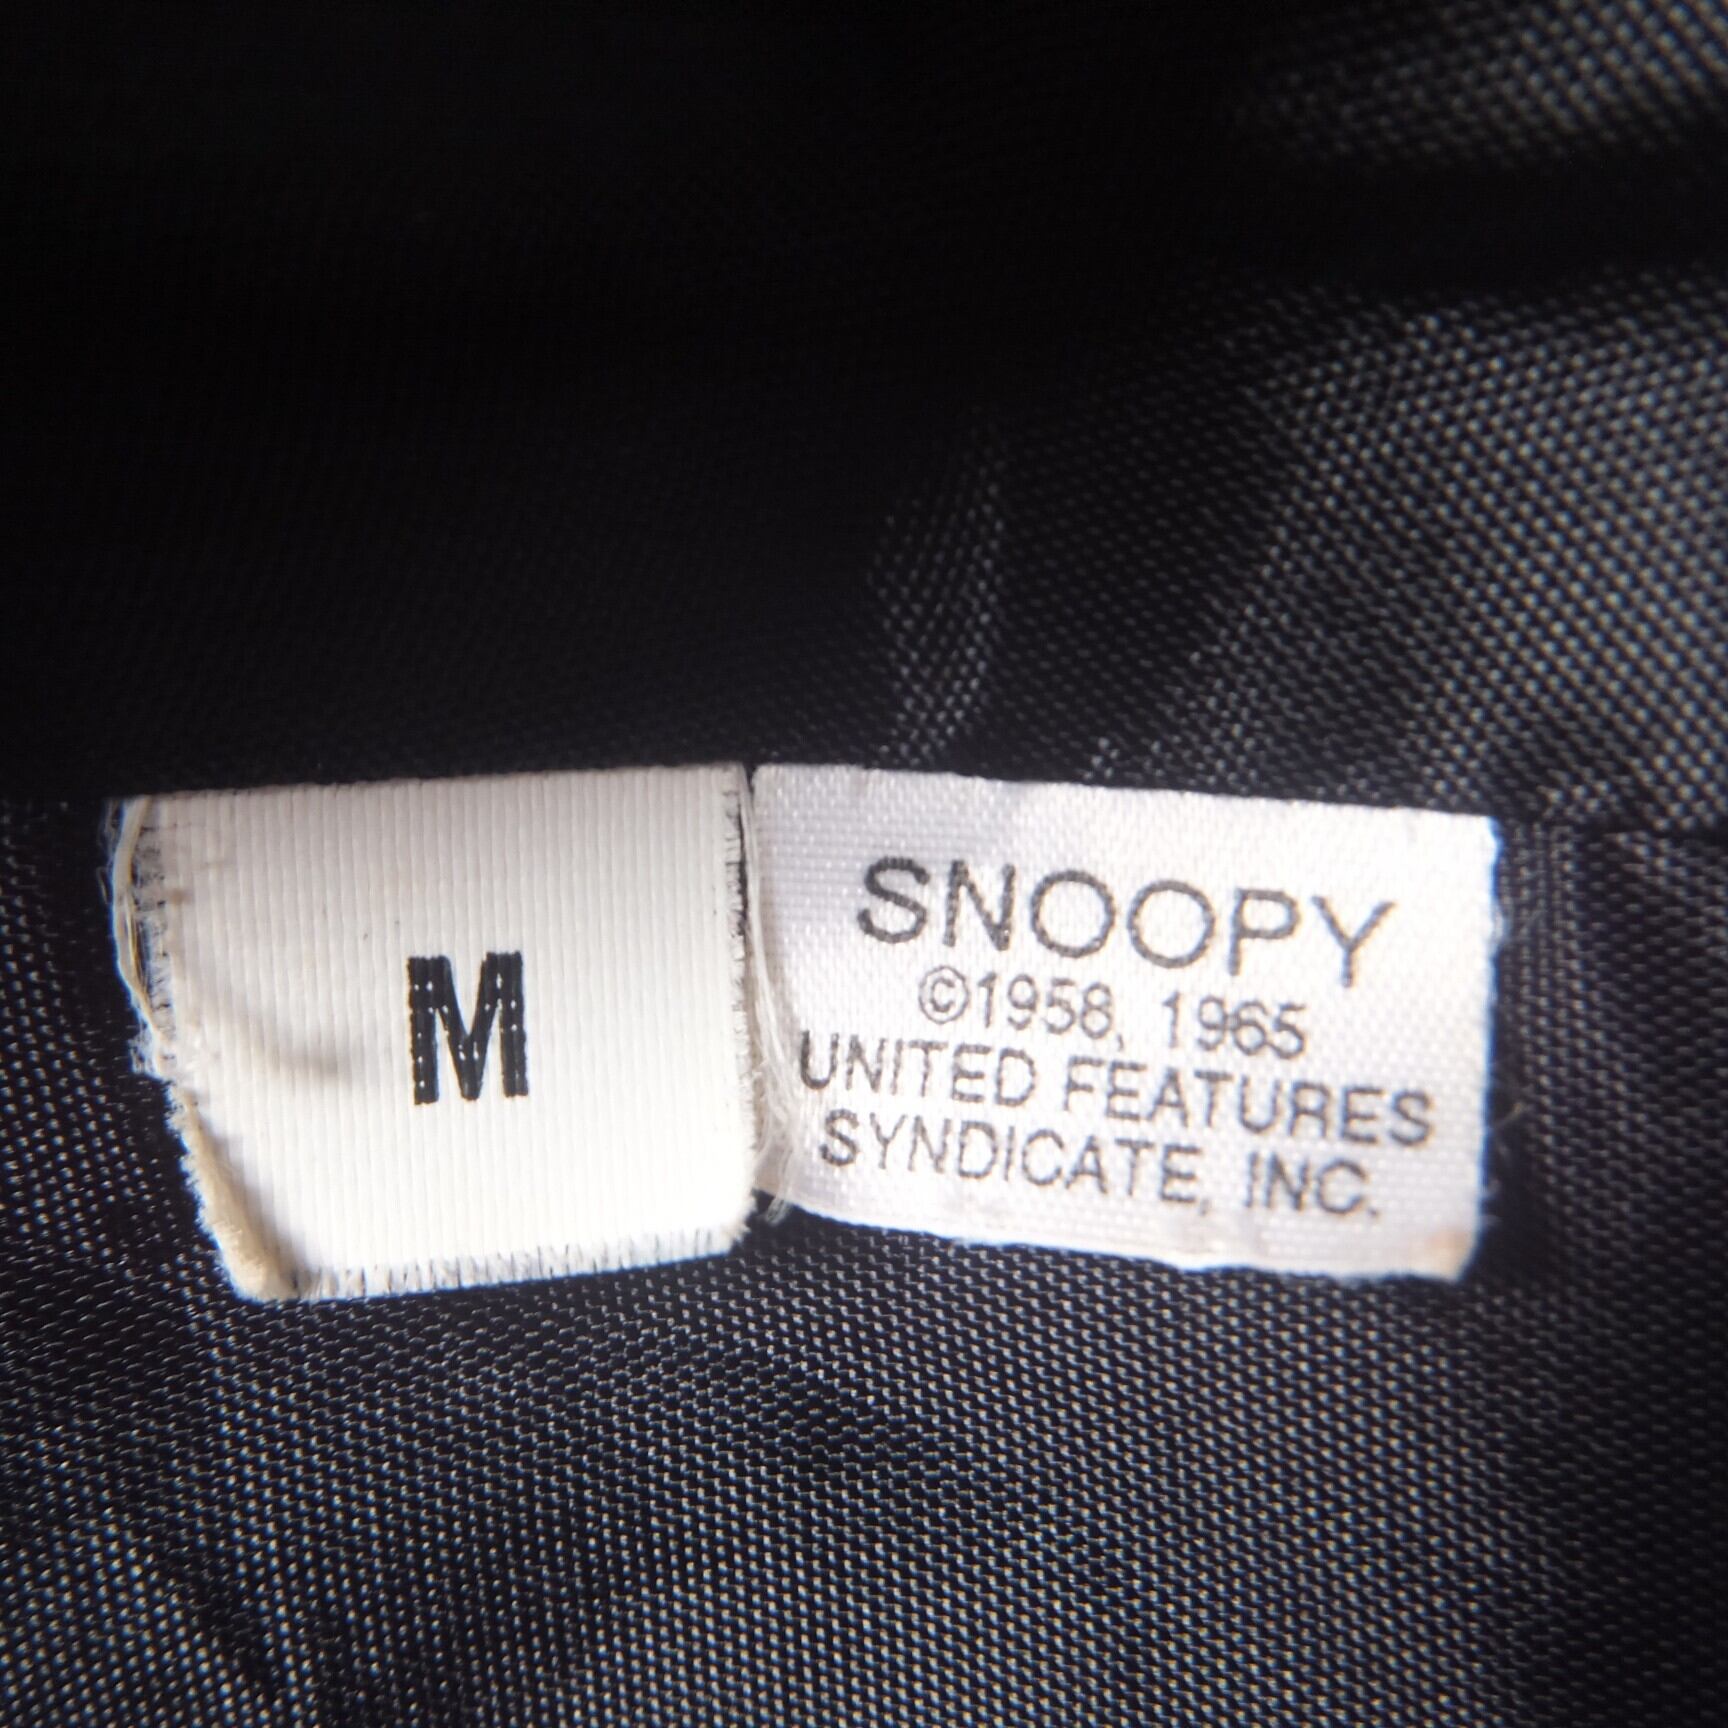 M
SNOOPY
©1958, 1965
UNITED FEATURES
SYNDICATE, INC.